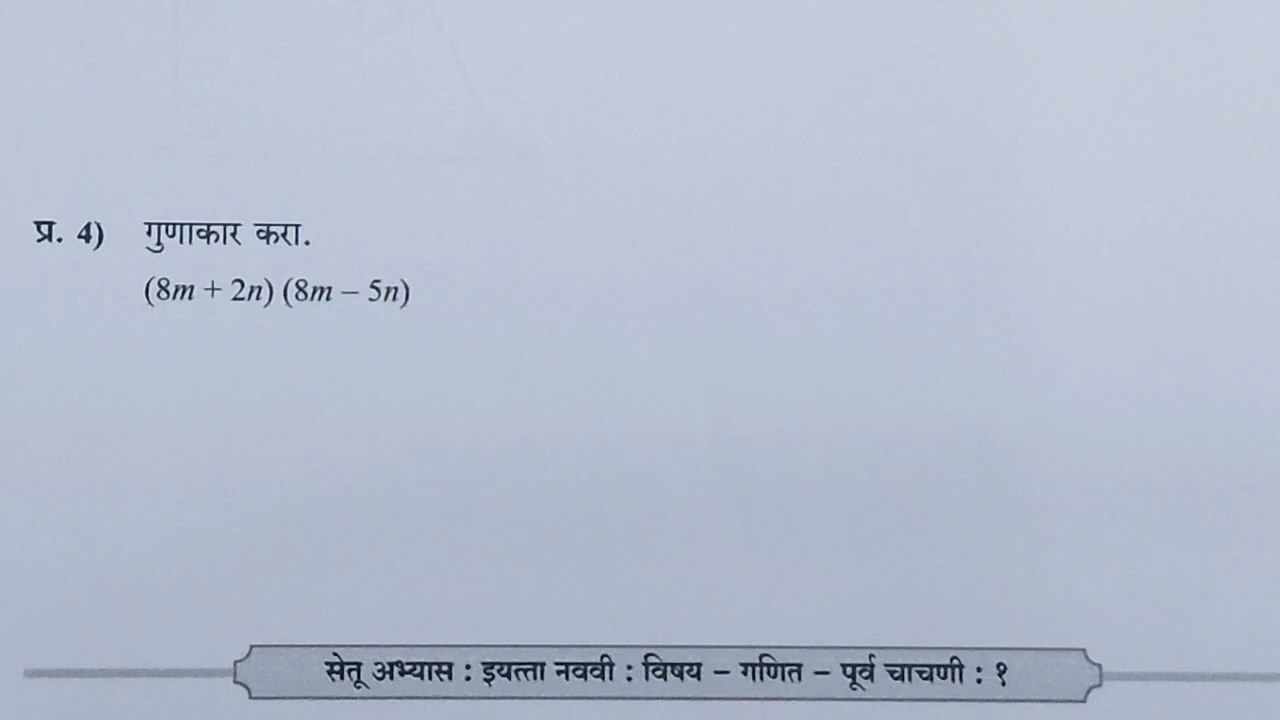 प्र. 4) गुणाकार करा.
(8m + 2n) (8m – 5n)
सेतू अभ्यास : इयत्ता नववी : विषय – गणित – पूर्व चाचणी : १